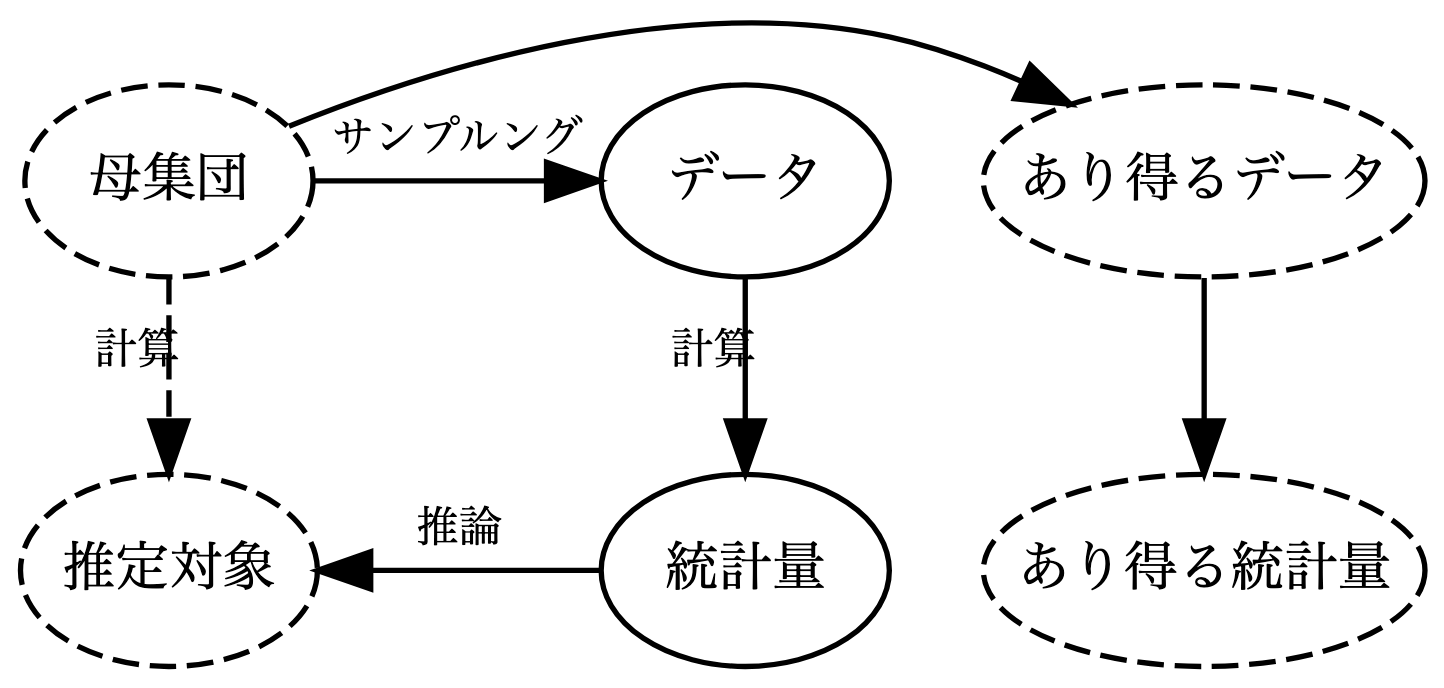 サンプルング
母集団
データ
あり得るデータ
計算
計算
推論
推定対象
統計量
あり得る統計量